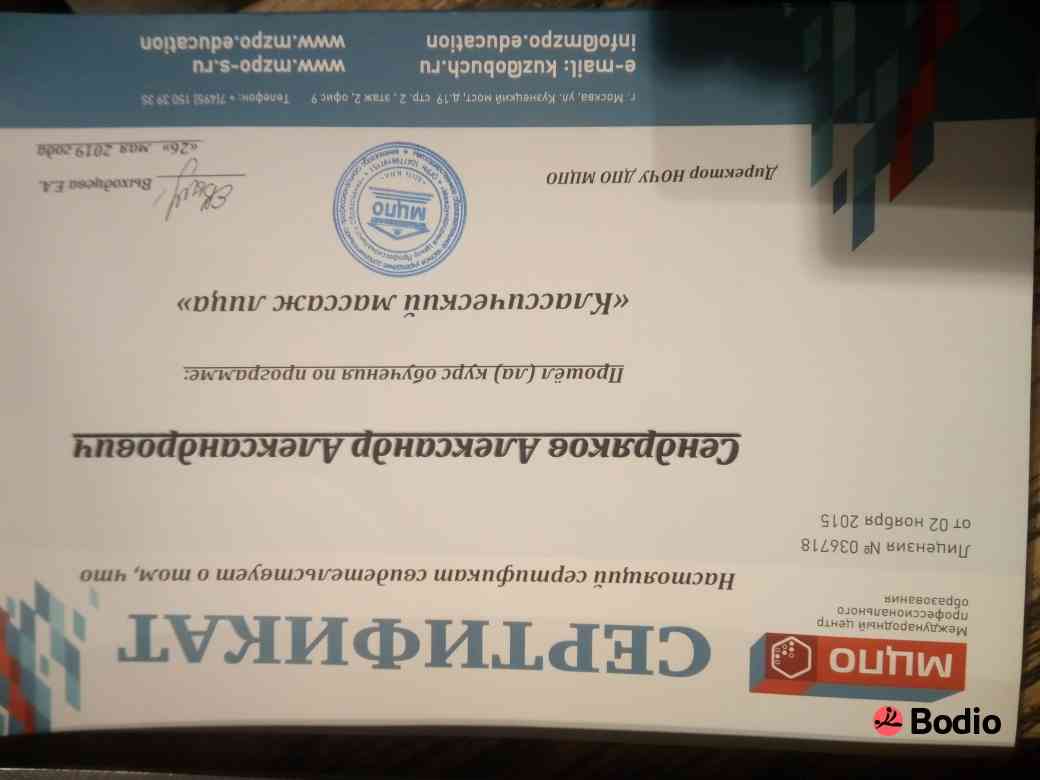 МЦПО
Международный центр
профессионального
образования
Лицензия № 036718
от 02 ноября 2015
СЕРТИФИКАТ
Настоящий сертификат свидетельствует о том, что
Сендряков Александр Александрович
Прошёл (ла) курс обучения по программе:
«Классический массаж лица»
Директор НОЧУ ДПО МЦПО
МЦПО
Выходцева Е.А.
«26» мая 2019 года
г. Москва, ул. Кузнецкий мост, д.19 стр. 2, этаж 2, офис 9 Телефон: + 7(495) 150 39 35
e-mail: kuz@obuch.ru www.mzpo-s.ru
info@mzpo.education www.mzpo.education
Bodio